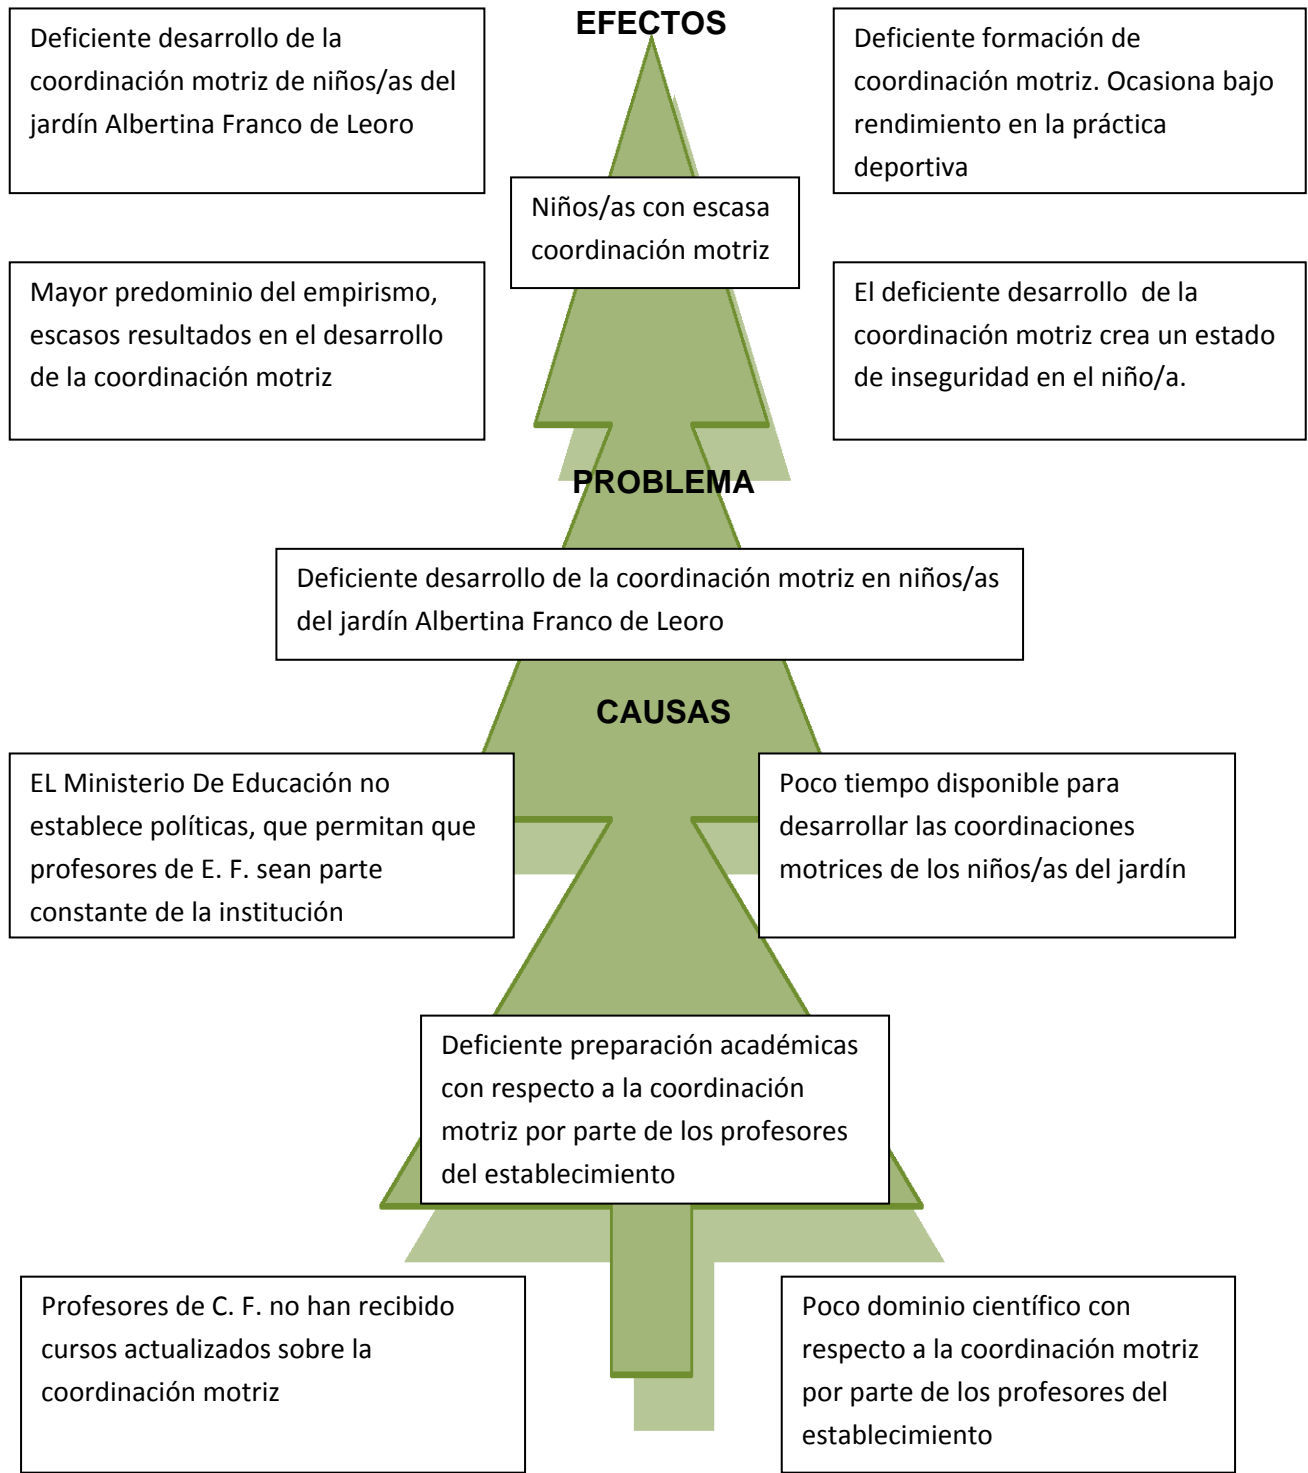 EFECTOS
Deficiente desarrollo de la
coordinación motriz de niños/as del
jardín Albertina Franco de Leoro
Deficiente formación de
coordinación motriz. Ocasiona bajo
rendimiento en la práctica
deportiva
Niños/as con escasa
coordinación motriz
Mayor predominio del empirismo,
escasos resultados en el desarrollo
de la coordinación motriz
El deficiente desarrollo  de la
coordinación motriz crea un estado
de inseguridad en el niño/a.
PROBLEMA
Deficiente desarrollo de la coordinación motriz en niños/as
del jardín Albertina Franco de Leoro
CAUSAS
EL Ministerio De Educación no
establece políticas, que permitan que
profesores de E. F. sean parte
constante de la institución
Poco tiempo disponible para
desarrollar las coordinaciones
motrices de los niños/as del jardín
Deficiente preparación académicas
con respecto a la coordinación
motriz por parte de los profesores
del establecimiento
Profesores de C. F. no han recibido
cursos actualizados sobre la
coordinación motriz
Poco dominio científico con
respecto a la coordinación motriz
por parte de los profesores del
establecimiento